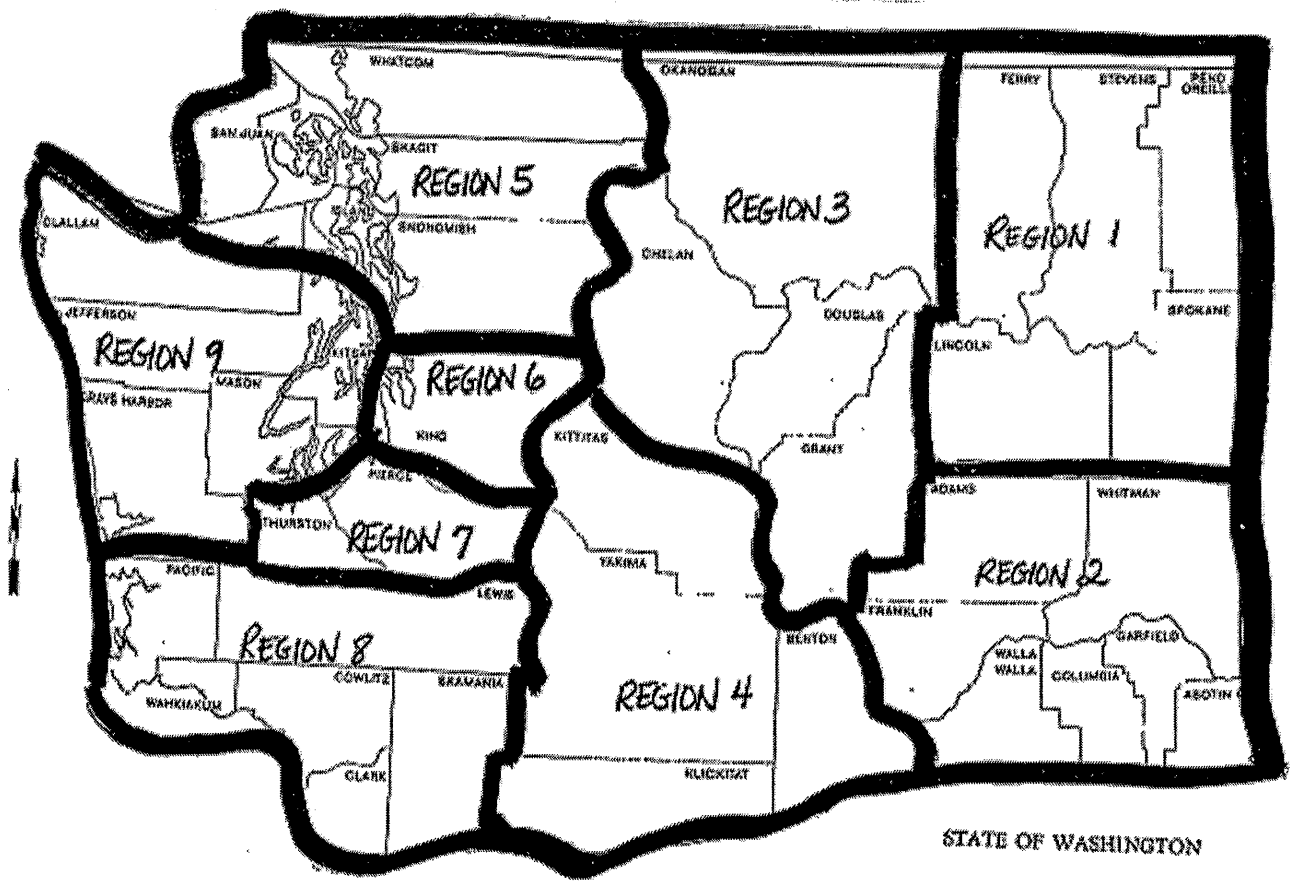 WHATCOM
OKANOGAN
FERRY
STEVENS
PEND
OREILLE
SAN JUAN
SKAGIT
REGION 5
REGION 3
REGION 1
ISLAND
CLALLAM
SNOHOMISH
CHELAN
JEFFERSON
DOUGLAS
SPOKANE
REGION 9
KITSAP
LINCOLN
REGION 6
MASON
GRAYS HARBOR
KING
KITTITAS
GRANT
PIERCE
ADAMS
WHITMAN
THURSTON
REGION 7
YAKIMA
REGION 2
PACIFIC
LEWIS
FRANKLIN
BENTON
GARFIELD
REGION 8
WALLA
WALLA
COLUMBIA
COWLITZ
SKAMANIA
REGION 4
ASOTIN
WAHKIAKUM
CLARK
KLICKITAT
STATE OF WASHINGTON